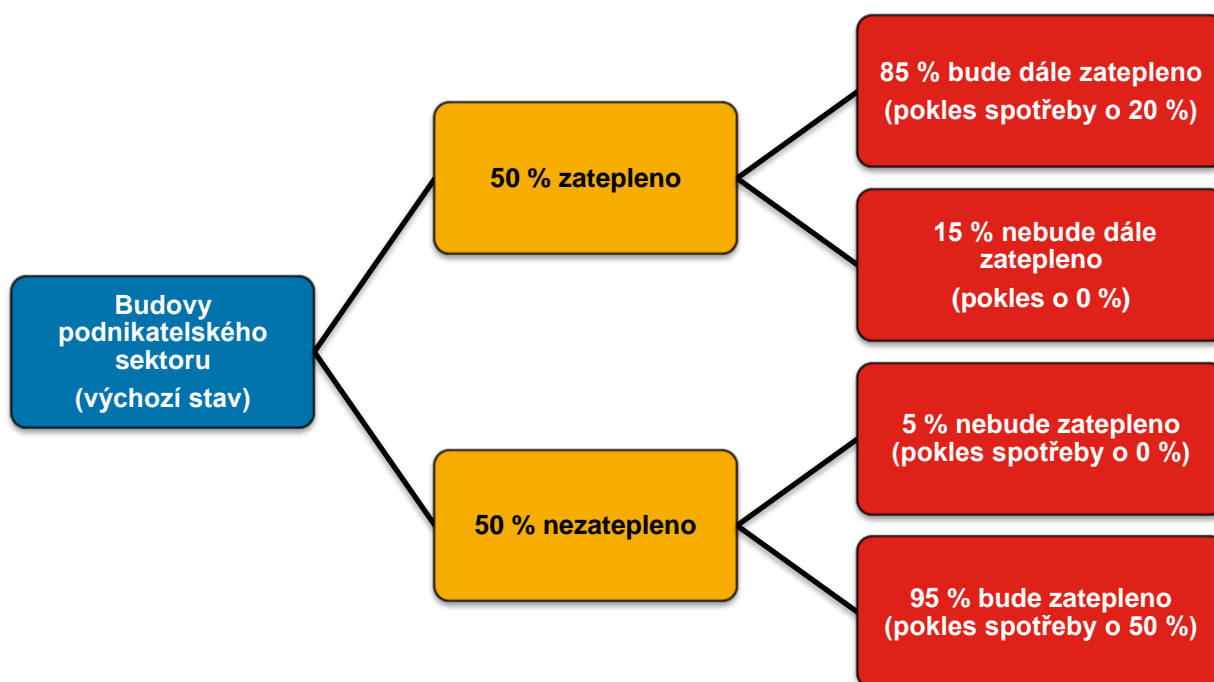 Budovy
podnikatelského
sektoru
(výchozí stav)
50 % zatepleno
50 % nezatepleno
85 % bude dále zatepleno
(pokles spotřeby o 20 %)
15 % nebude dále
zatepleno
(pokles o 0 %)
5 % nebude zatepleno
(pokles spotřeby o 0 %)
95 % bude zatepleno
(pokles spotřeby o 50 %)